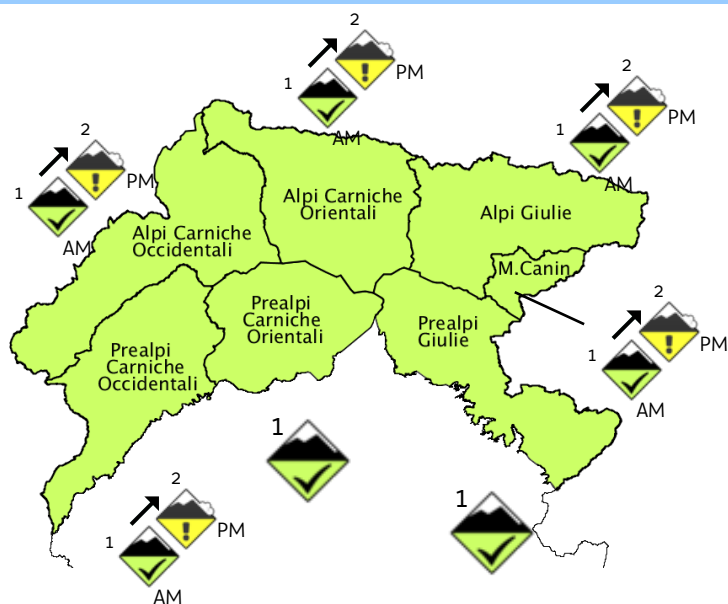 2
1
PM
AM
2
1
PM
AM
2
1
PM
AM
Alpi Carniche
Orientali
Alpi Giulie
Alpi Carniche
Occidentali
M.Canin
Prealpi
Carniche
Orientali
Prealpi
Giulie
2
1
PM
AM
Prealpi
Carniche
Occidentali
1
1
2
1
PM
AM